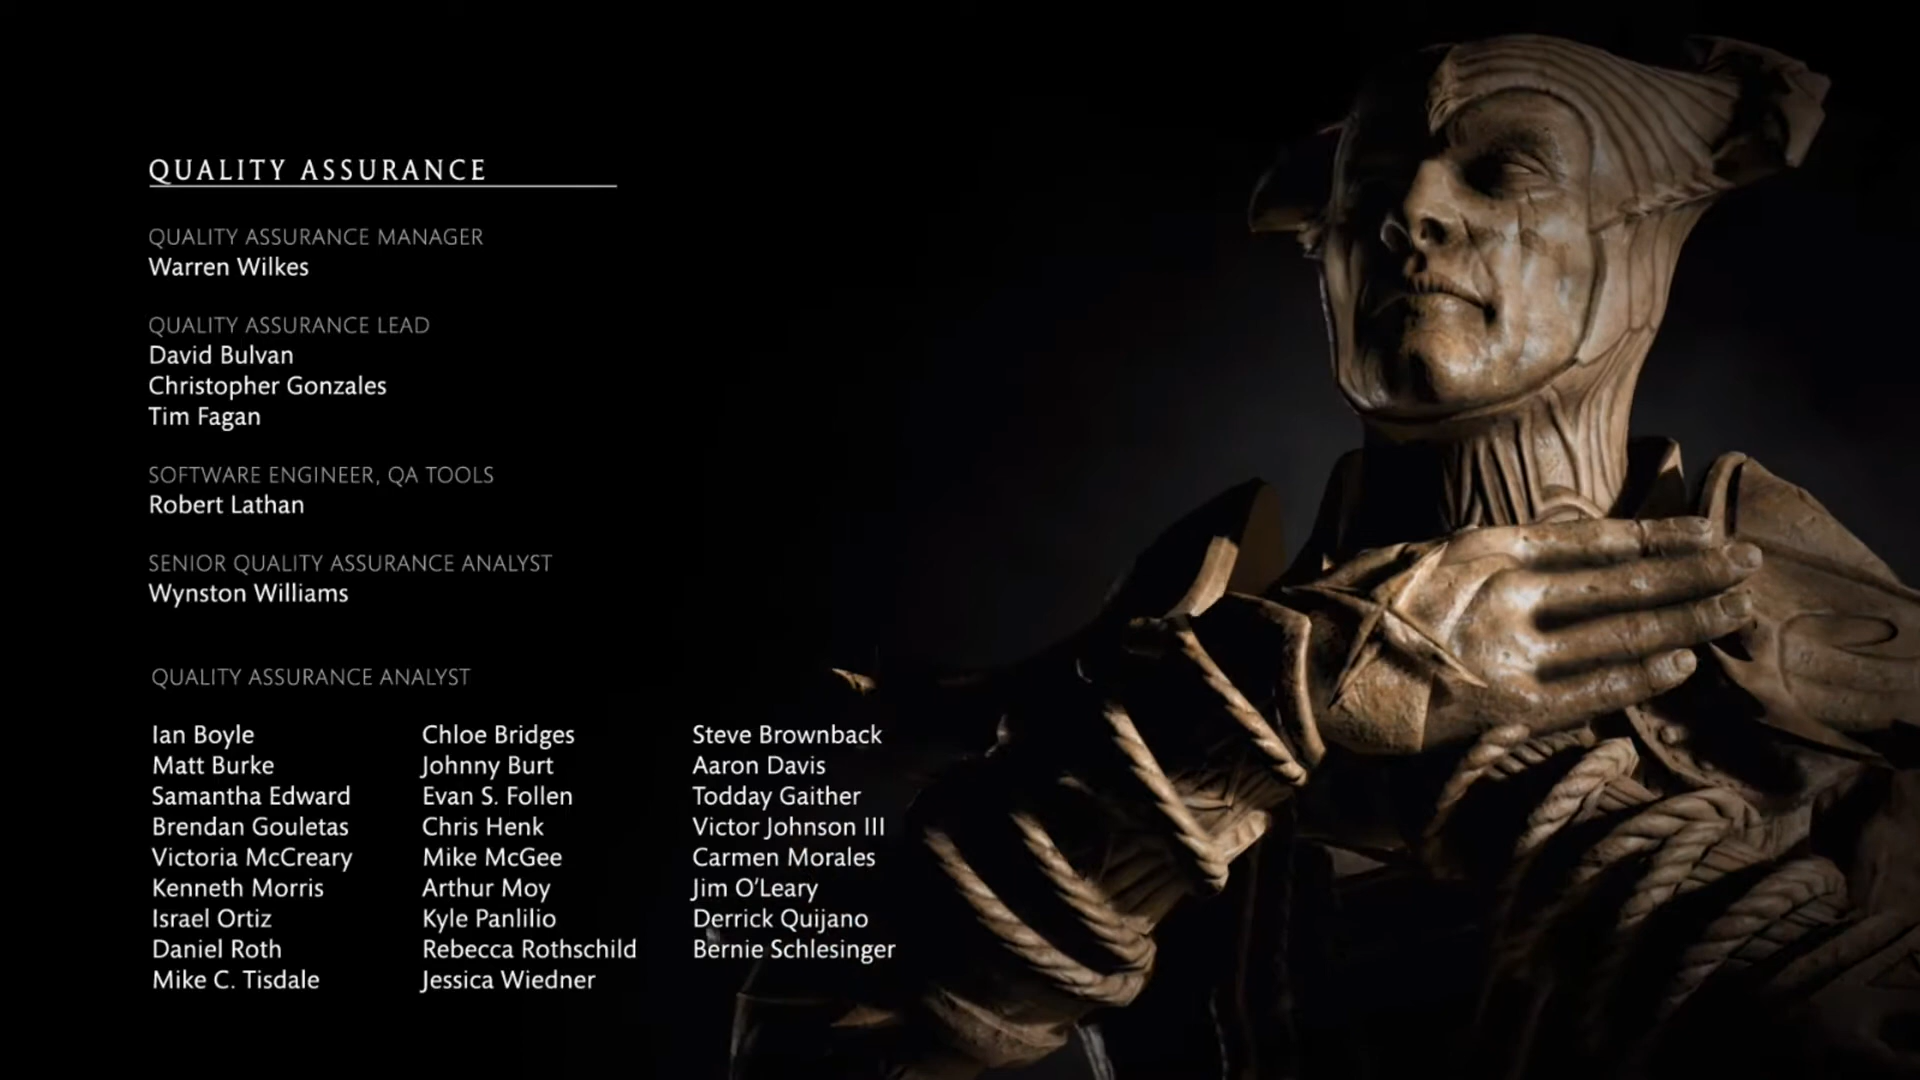 QUALITY ASSURANCE
QUALITY ASSURANCE MANAGER
Warren Wilkes
QUALITY ASSURANCE LEAD
David Bulvan
Christopher Gonzales
Tim Fagan
SOFTWARE ENGINEER, QA TOOLS
Robert Lathan
SENIOR QUALITY ASSURANCE ANALYST
Wynston Williams
QUALITY ASSURANCE ANALYST
Ian Boyle Chloe Bridges Steve Brownback
Matt Burke Johnny Burt Aaron Davis
Samantha Edward Evan S. Follen Todday Gaither
Brendan Gouletas Chris Henk Victor Johnson III
Victoria McCreary Mike McGee Carmen Morales
Kenneth Morris Arthur Moy Jim O'Leary
Israel Ortiz Kyle Panlilio Derrick Quijano
Daniel Roth Rebecca Rothschild Bernie Schlesinger
Mike C. Tisdale Jessica Wiedner